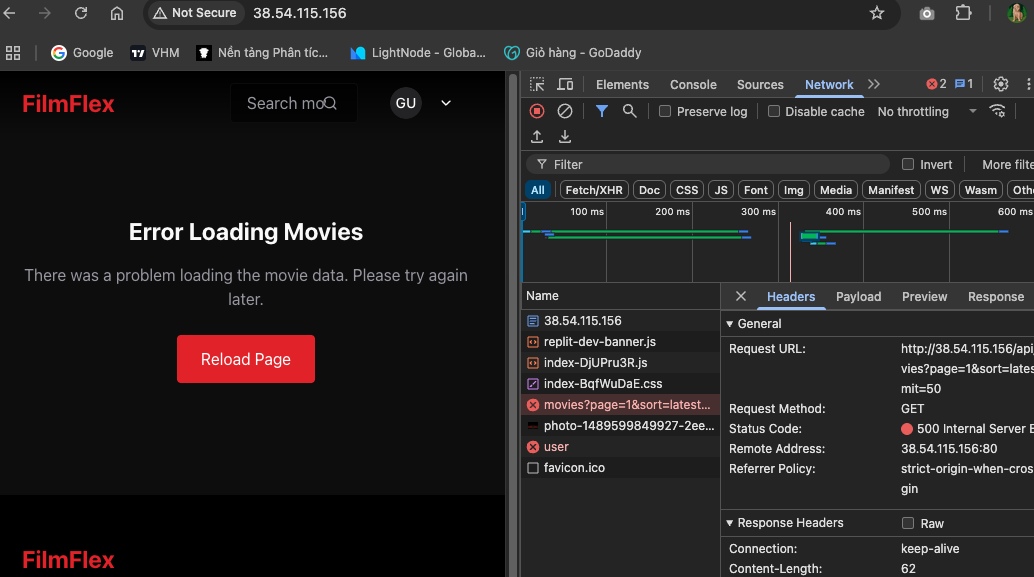 Not Secure 38.54.115.156
Google VHM Nền tảng Phân tíc... LightNode - Globa... Giỏ hàng - GoDaddy
FilmFlex Search mo GU
Error Loading Movies
There was a problem loading the movie data. Please try again
later.
Reload Page
FilmFlex
Elements Console Sources Network 2 1
Preserve log Disable cache No throttling
Filter Invert More filte
All Fetch/XHR Doc CSS JS Font Img Media Manifest WS Wasm Oth
100 ms 200 ms 300 ms 400 ms 500 ms 600 ms
Name
38.54.115.156
replit-dev-banner.js
index-DjUPru3R.js
index-BqfWuDaE.css
movies?page=1&sort=latest...
photo-1489599849927-2ee...
user
favicon.ico
Headers Payload Preview Response
General
Request URL: http://38.54.115.156/api
vies?page=1&sort=lates
mit=50
Request Method: GET
Status Code: 500 Internal Server E
Remote Address: 38.54.115.156:80
Referrer Policy: strict-origin-when-cros
gin
Response Headers Raw
Connection: keep-alive
Content-Length: 62